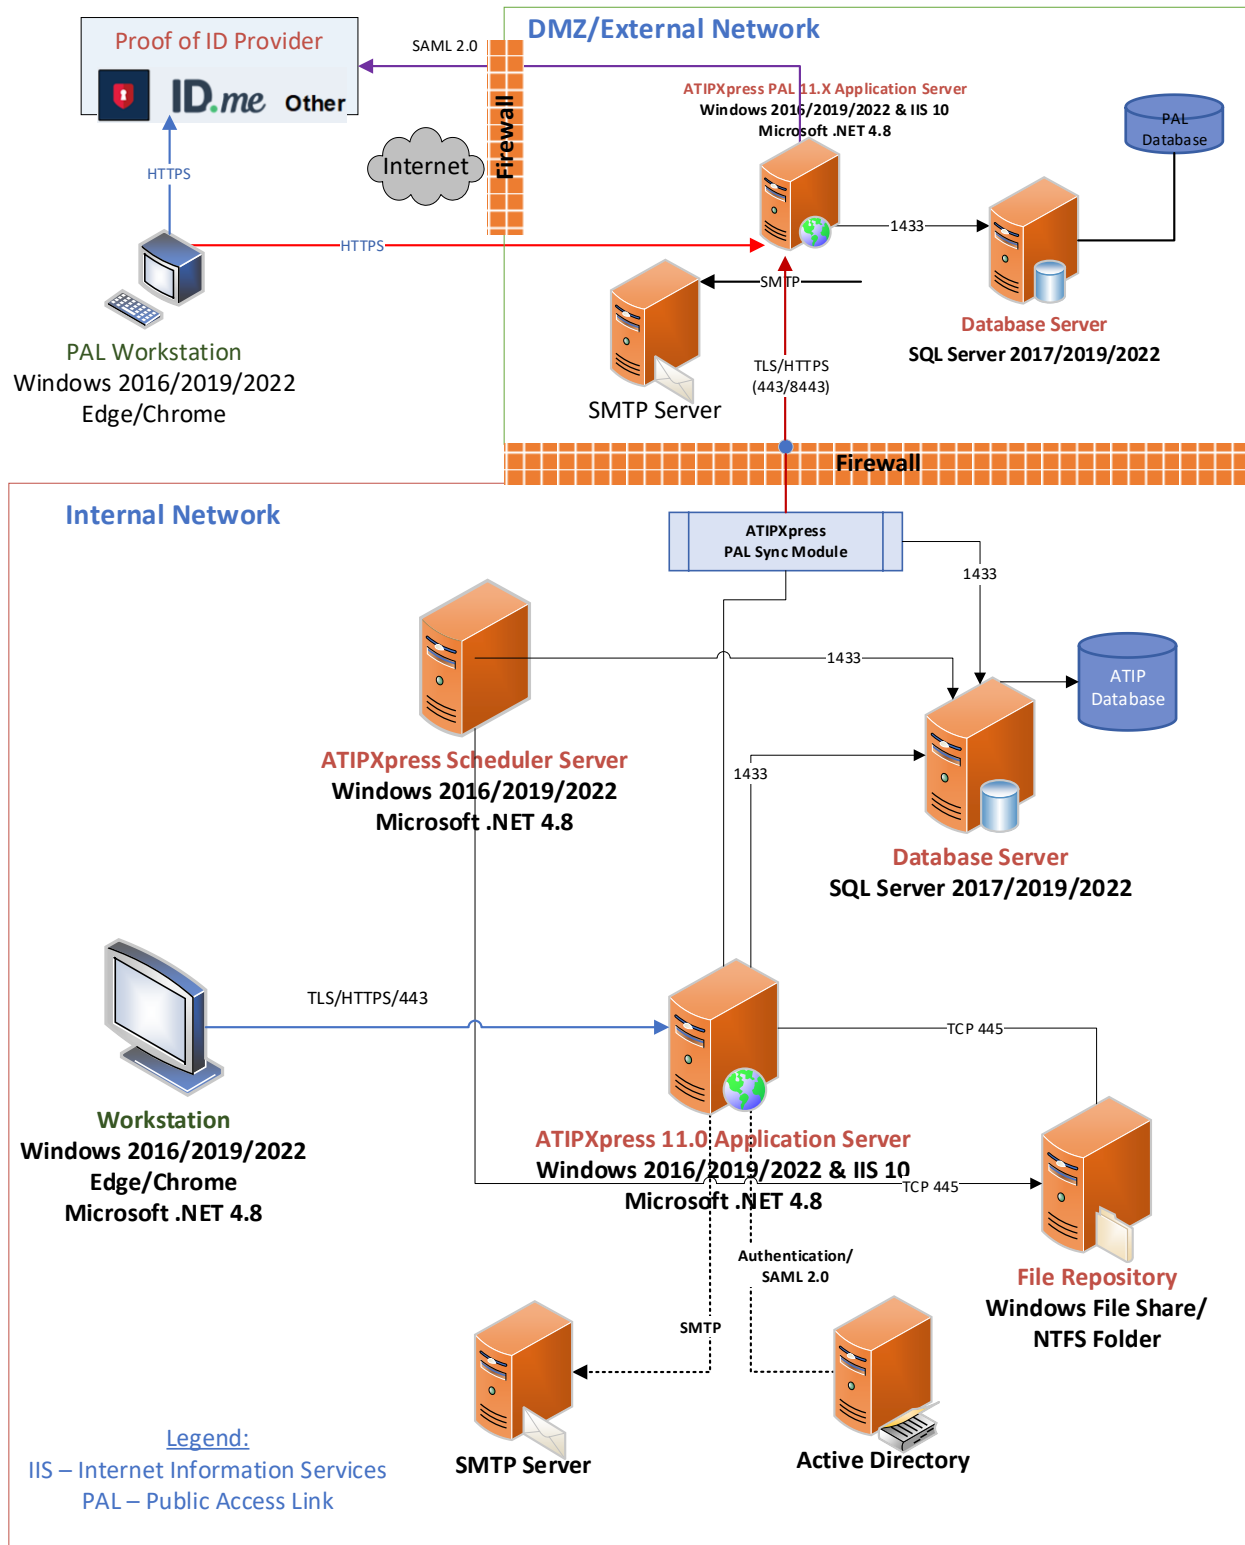 DMZ/External Network
Proof of ID Provider
ID.me Other
SAML 2.0
Firewall
Internet
HTTPS
ATIPXpress PAL 11.X Application Server
Windows 2016/2019/2022 & IIS 10
Microsoft .NET 4.8
PAL
Database
1433
HTTPS
SMTP
PAL Workstation
Windows 2016/2019/2022
Edge/Chrome
Database Server
SQL Server 2017/2019/2022
TLS/HTTPS
(443/8443)
SMTP Server
Firewall
Internal Network
ATIPXpress
PAL Sync Module
1433
1433
ATIP
Database
ATIPXpress Scheduler Server
Windows 2016/2019/2022
Microsoft .NET 4.8
1433
Database Server
SQL Server 2017/2019/2022
TLS/HTTPS/443
TCP 445
Workstation
Windows 2016/2019/2022
Edge/Chrome
Microsoft .NET 4.8
ATIPXpress 11.0 Application Server
Windows 2016/2019/2022 & IIS 10
Microsoft .NET 4.8
TCP 445
Authentication/
SAML 2.0
File Repository
Windows File Share/
NTFS Folder
SMTP
SMTP Server
Active Directory
Legend:
IIS – Internet Information Services
PAL – Public Access Link